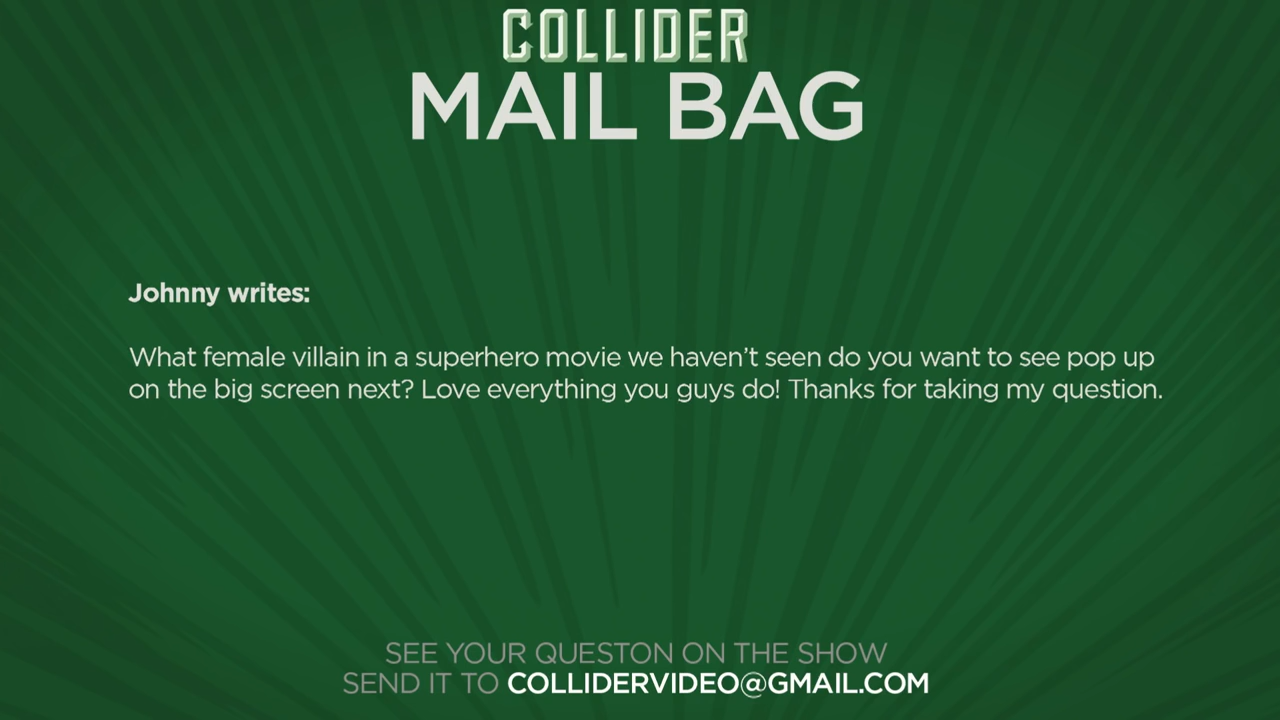 COLLIDER
MAIL BAG
Johnny writes:
What female villain in a superhero movie we haven’t seen do you want to see pop up
on the big screen next? Love everything you guys do! Thanks for taking my question.
SEE YOUR QUESTON ON THE SHOW
SEND IT TO COLLIDERVIDEO@GMAIL.COM